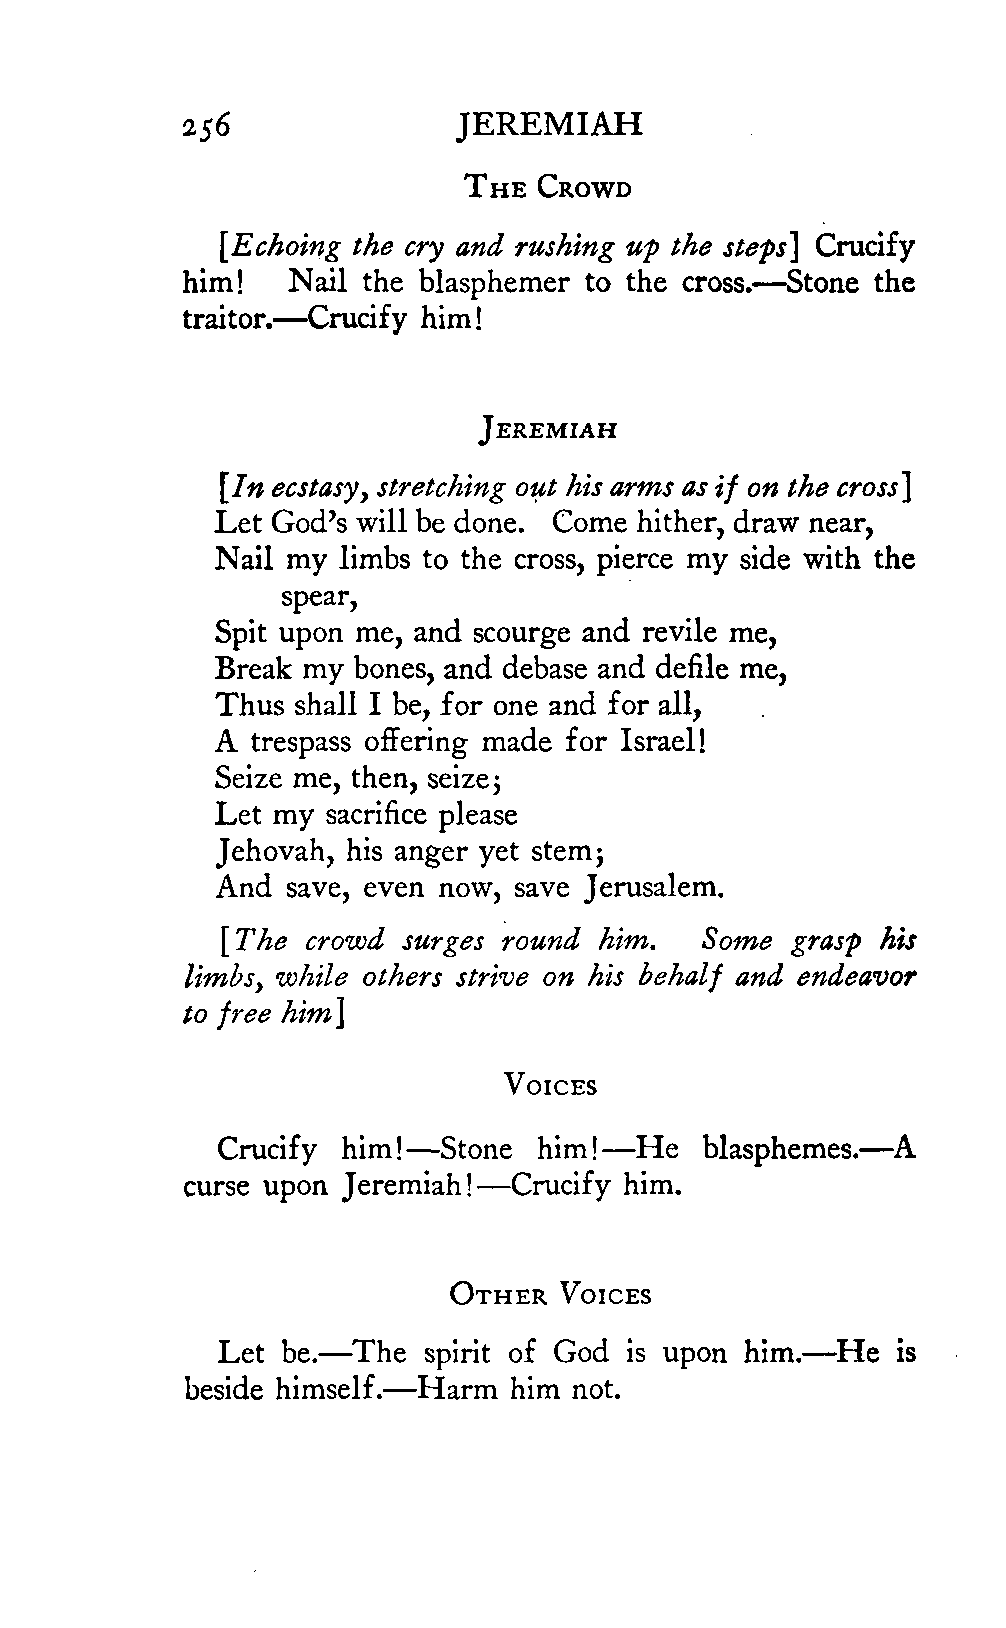 256 JEREMIAH
THE CROWD
[Echoing the cry and rushing up the steps] Crucify
him! Nail the blasphemer to the cross.—Stone the
traitor.—Crucify him!
JEREMIAH
[In ecstasy, stretching out his arms as if on the cross]
Let God's will be done. Come hither, draw near,
Nail my limbs to the cross, pierce my side with the
spear,
Spit upon me, and scourge and revile me,
Break my bones, and debase and defile me,
Thus shall I be, for one and for all,
A trespass offering made for Israel!
Seize me, then, seize;
Let my sacrifice please
Jehovah, his anger yet stem;
And save, even now, save Jerusalem.
[The crowd surges round him. Some grasp his
limbs, while others strive on his behalf and endeavor
to free him]
VOICES
Crucify him!—Stone him!—He blasphemes.—A
curse upon Jeremiah!—Crucify him.
OTHER VOICES
Let be.—The spirit of God is upon him.—He is
beside himself.—Harm him not.